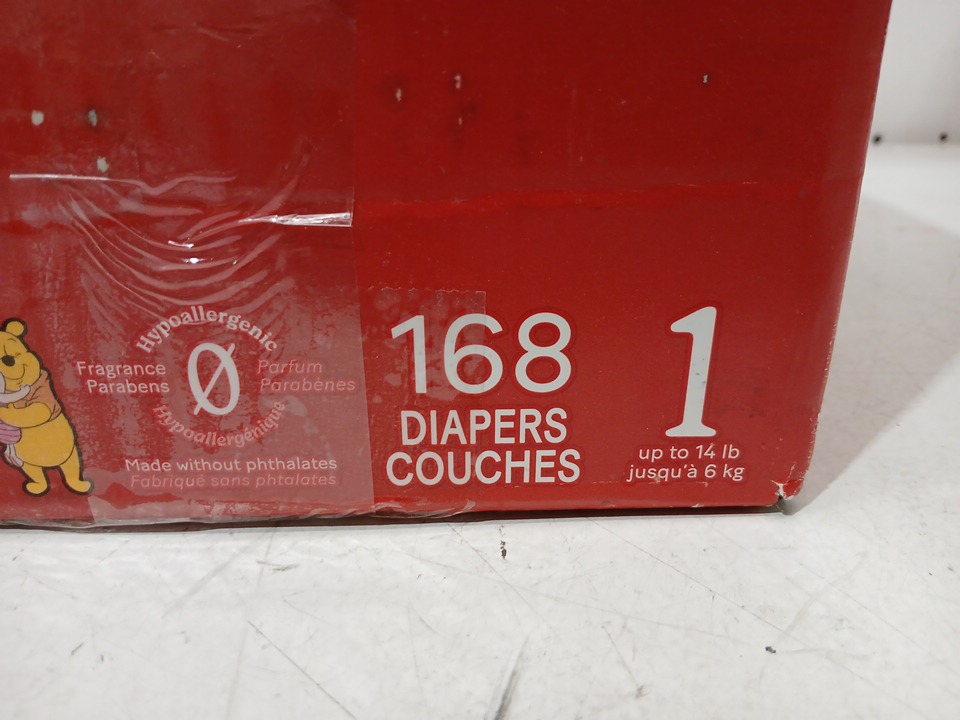 Hypoallergenic
Fragrance
Parabens
0
Parfum
Parabènes
Hypoallergénique
Made without phthalates
Fabriqué sans phtalates
168
DIAPERS
COUCHES
1
up to 14 lb
jusqu'à 6 kg